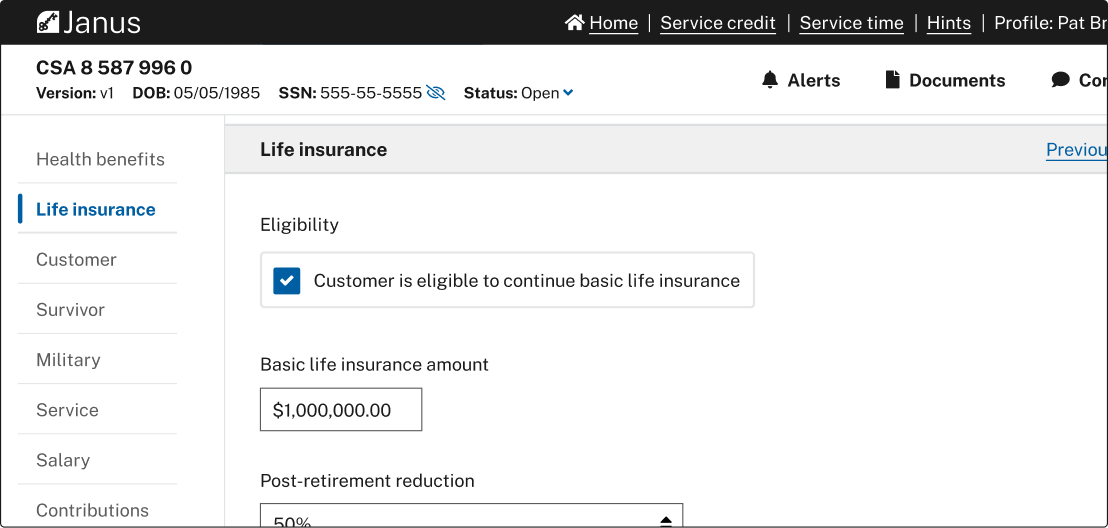 Janus
Home | Service credit | Service time | Hints | Profile: Pat Br
CSA 8 587 996 0
Version: v1 DOB: 05/05/1985 SSN: 555-55-5555 Status: Open
Alerts Documents Con
Health benefits
Life insurance
Customer
Survivor
Military
Service
Salary
Contributions
Life insurance
Previou
Eligibility
Customer is eligible to continue basic life insurance
Basic life insurance amount
$1,000,000.00
Post-retirement reduction
50%